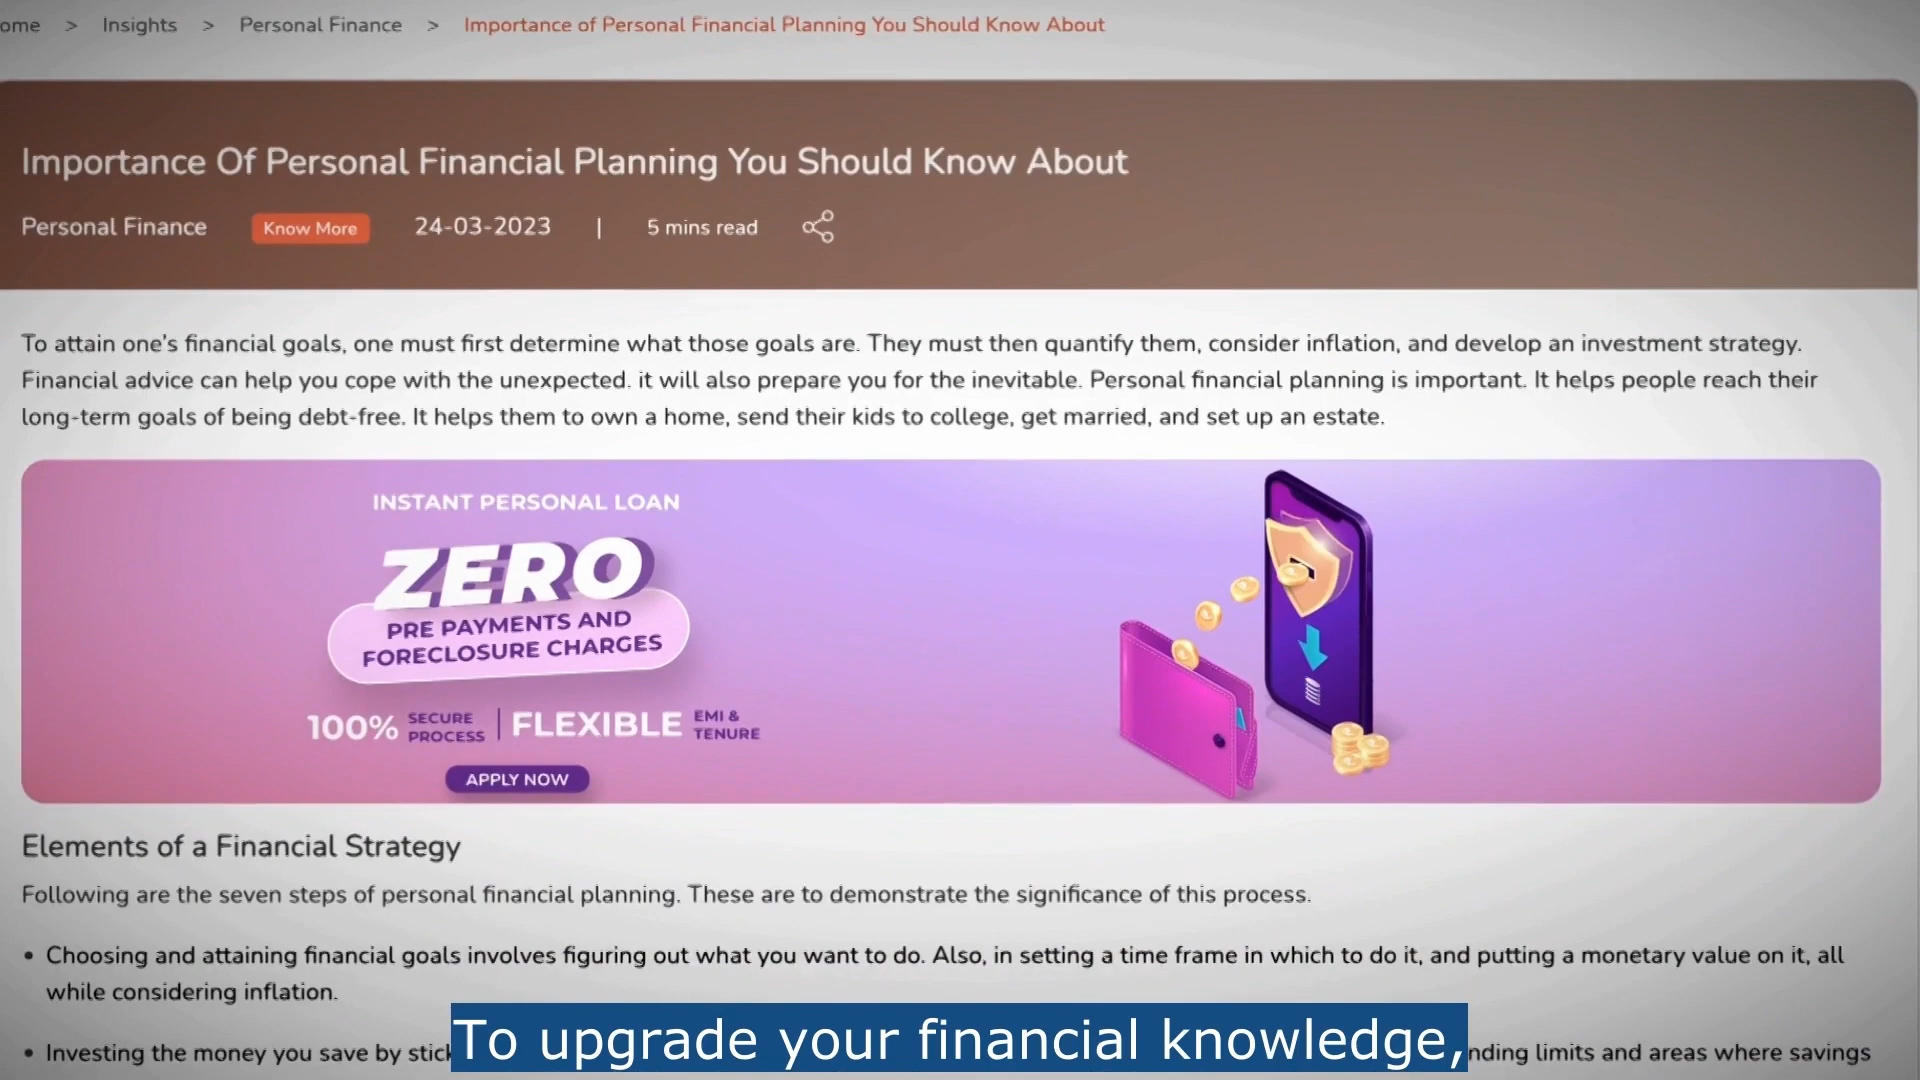 ome > Insights > Personal Finance > Importance of Personal Financial Planning You Should Know About
Importance Of Personal Financial Planning You Should Know About
Personal Finance Know More 24-03-2023 | 5 mins read
To attain one's financial goals, one must first determine what those goals are. They must then quantify them, consider inflation, and develop an investment strategy.
Financial advice can help you cope with the unexpected. it will also prepare you for the inevitable. Personal financial planning is important. It helps people reach their
long-term goals of being debt-free. It helps them to own a home, send their kids to college, get married, and set up an estate.
INSTANT PERSONAL LOAN
ZERO
PRE PAYMENTS AND
FORECLOSURE CHARGES
100% SECURE PROCESS | FLEXIBLE EMI & TENURE
APPLY NOW
Elements of a Financial Strategy
Following are the seven steps of personal financial planning. These are to demonstrate the significance of this process.
• Choosing and attaining financial goals involves figuring out what you want to do. Also, in setting a time frame in which to do it, and putting a monetary value on it, all
while considering inflation.
• Investing the money you save by stick nding limits and areas where savings
To upgrade your financial knowledge,